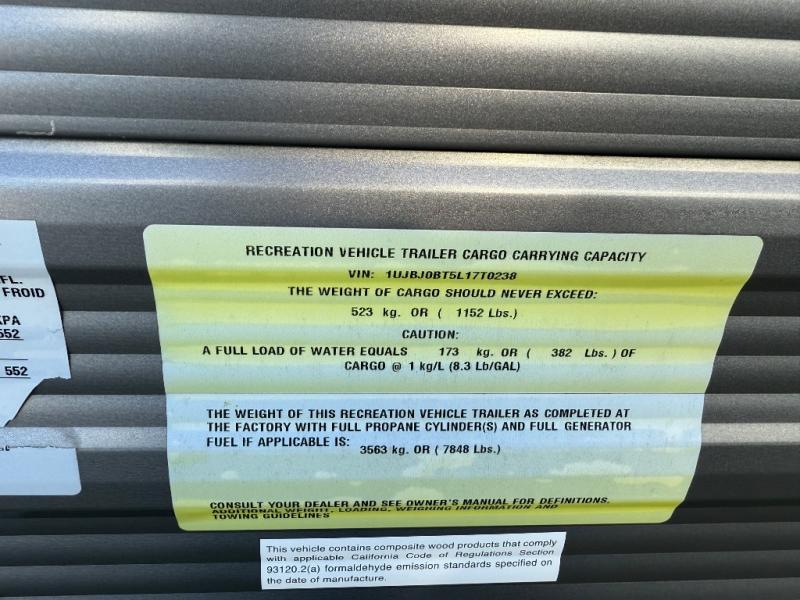 RECREATION VEHICLE TRAILER CARGO CARRYING CAPACITY
VIN: 1UJBJ0BT5L17T0238
THE WEIGHT OF CARGO SHOULD NEVER EXCEED:
523 kg. OR ( 1152 Lbs.)
CAUTION:
A FULL LOAD OF WATER EQUALS 173 kg. OR ( 382 Lbs. ) OF
CARGO @ 1 kg/L (8.3 Lb/GAL)
THE WEIGHT OF THIS RECREATION VEHICLE TRAILER AS COMPLETED AT
THE FACTORY WITH FULL PROPANE CYLINDER(S) AND FULL GENERATOR
FUEL IF APPLICABLE IS:
3563 kg. OR ( 7848 Lbs.)
CONSULT YOUR DEALER AND SEE OWNER'S MANUAL FOR DEFINITIONS,
ADDITIONAL WEIGHT, LOADING, WEIGHING INFORMATION AND
TOWING GUIDELINES
This vehicle contains composite wood products that comply
with applicable California Code of Regulations Section
93120.2(a) formaldehyde emission standards specified on
the date of manufacture.
FL.
FROID
KPA
552
552